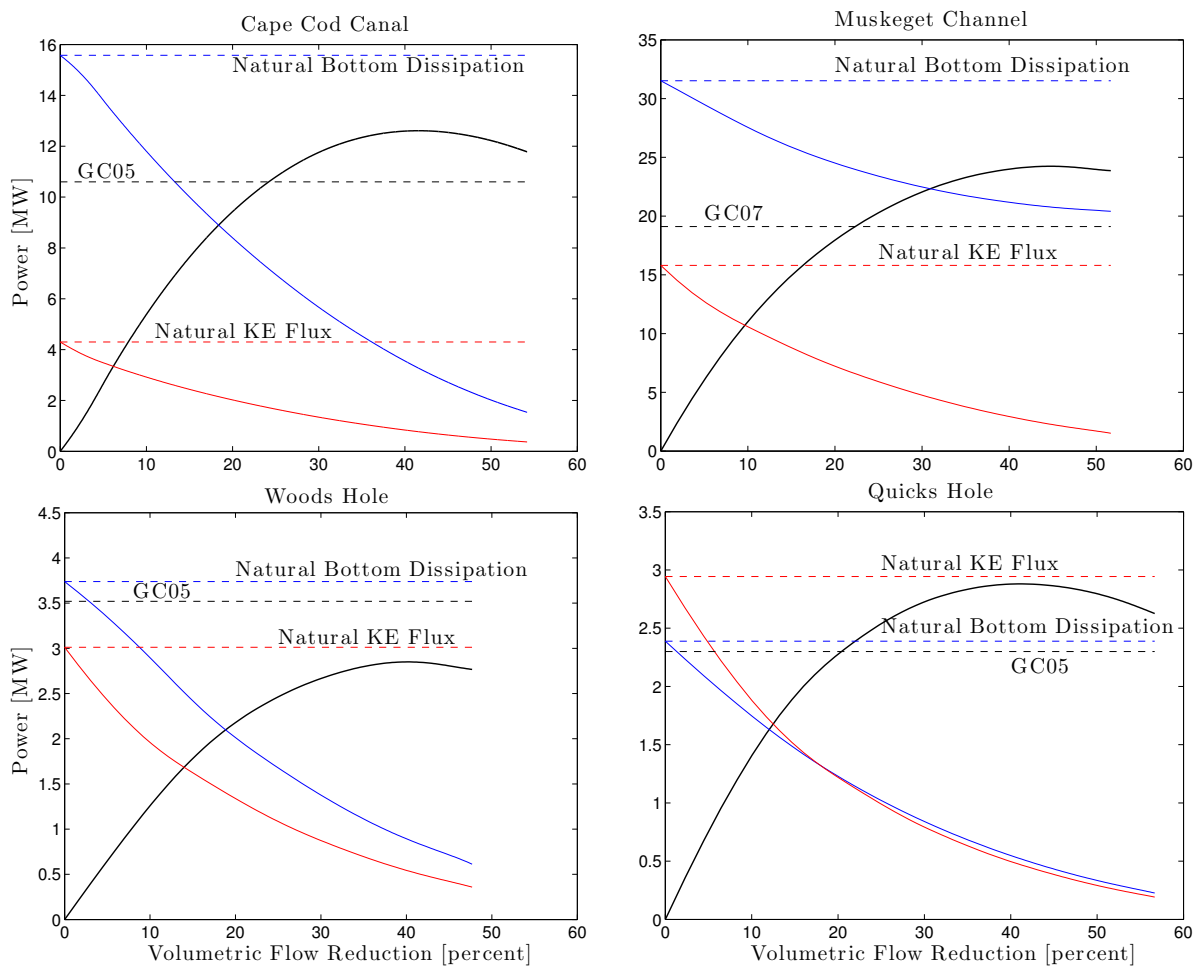 Cape Cod Canal
16
14
12
10
8
6
4
2
0
Power [MW]
Natural Bottom Dissipation
GC05
Natural KE Flux
0 10 20 30 40 50 60
Muskeget Channel
35
30
25
20
15
10
5
0
Natural Bottom Dissipation
GC07
Natural KE Flux
0 10 20 30 40 50 60
Woods Hole
4.5
4
3.5
3
2.5
2
1.5
1
0.5
0
Power [MW]
Natural Bottom Dissipation
GC05
Natural KE Flux
0 10 20 30 40 50 60
Volumetric Flow Reduction [percent]
Quicks Hole
3.5
3
2.5
2
1.5
1
0.5
0
Natural KE Flux
Natural Bottom Dissipation
GC05
0 10 20 30 40 50 60
Volumetric Flow Reduction [percent]